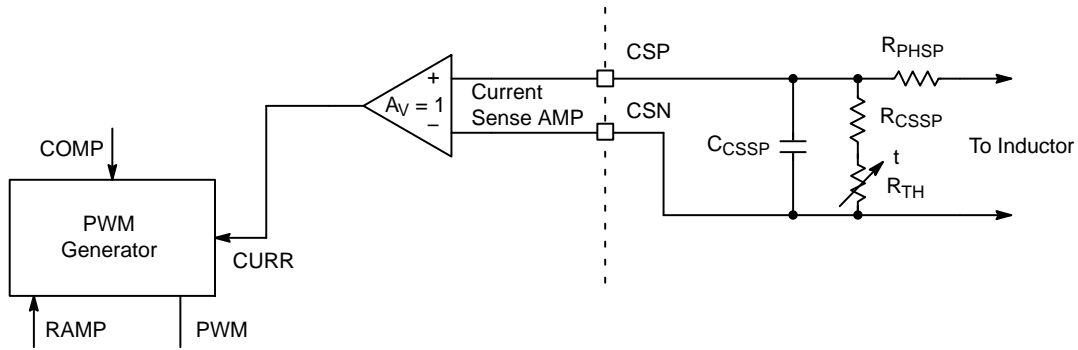 CSP
R_PHSP
+
A_V = 1
−
Current
Sense AMP
CSN
R_CSSP
C_CSSP
To Inductor
t
R_TH
COMP
PWM
Generator
CURR
RAMP
PWM